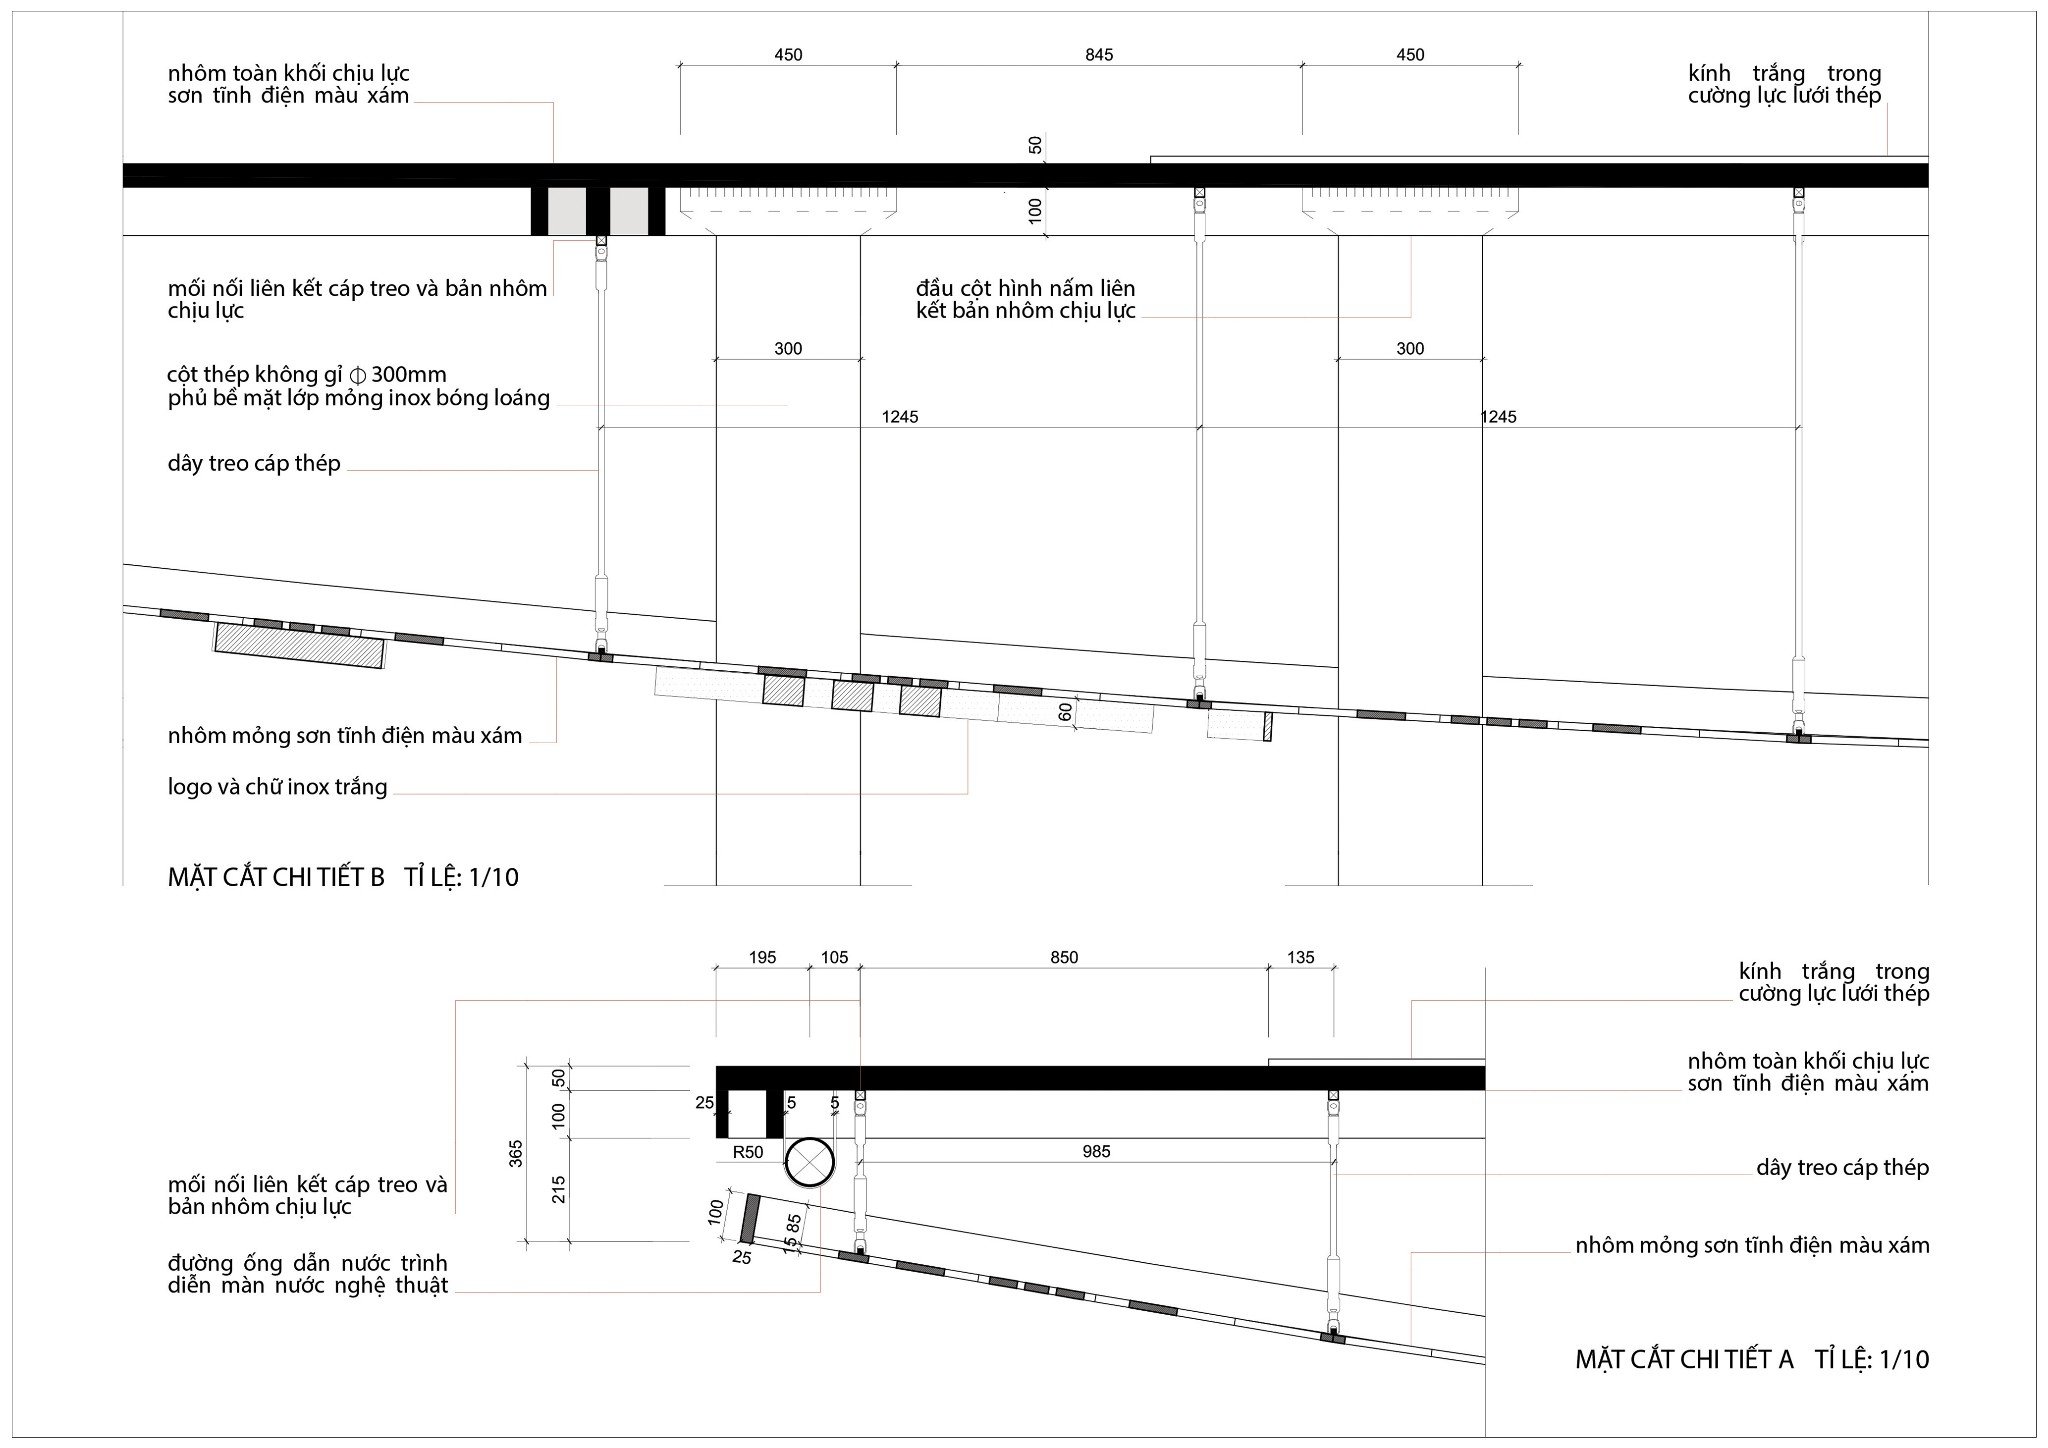 450
845
450
nhôm toàn khối chịu lực
sơn tĩnh điện màu xám
kính trắng trong
cường lực lưới thép
50
100
mối nối liên kết cáp treo và bản nhôm
chịu lực
đầu cột hình nấm liên
kết bản nhôm chịu lực
300
300
cột thép không gỉ ⌽ 300mm
phủ bề mặt lớp mỏng inox bóng loáng
1245
1245
dây treo cáp thép
60
nhôm mỏng sơn tĩnh điện màu xám
logo và chữ inox trắng
MẶT CẮT CHI TIẾT B TỈ LỆ: 1/10
195
105
850
135
kính trắng trong
cường lực lưới thép
nhôm toàn khối chịu lực
sơn tĩnh điện màu xám
50
100
25
5
5
365
R50
985
dây treo cáp thép
215
mối nối liên kết cáp treo và
bản nhôm chịu lực
100
85
15
25
nhôm mỏng sơn tĩnh điện màu xám
đường ống dẫn nước trình
diễn màn nước nghệ thuật
MẶT CẮT CHI TIẾT A TỈ LỆ: 1/10